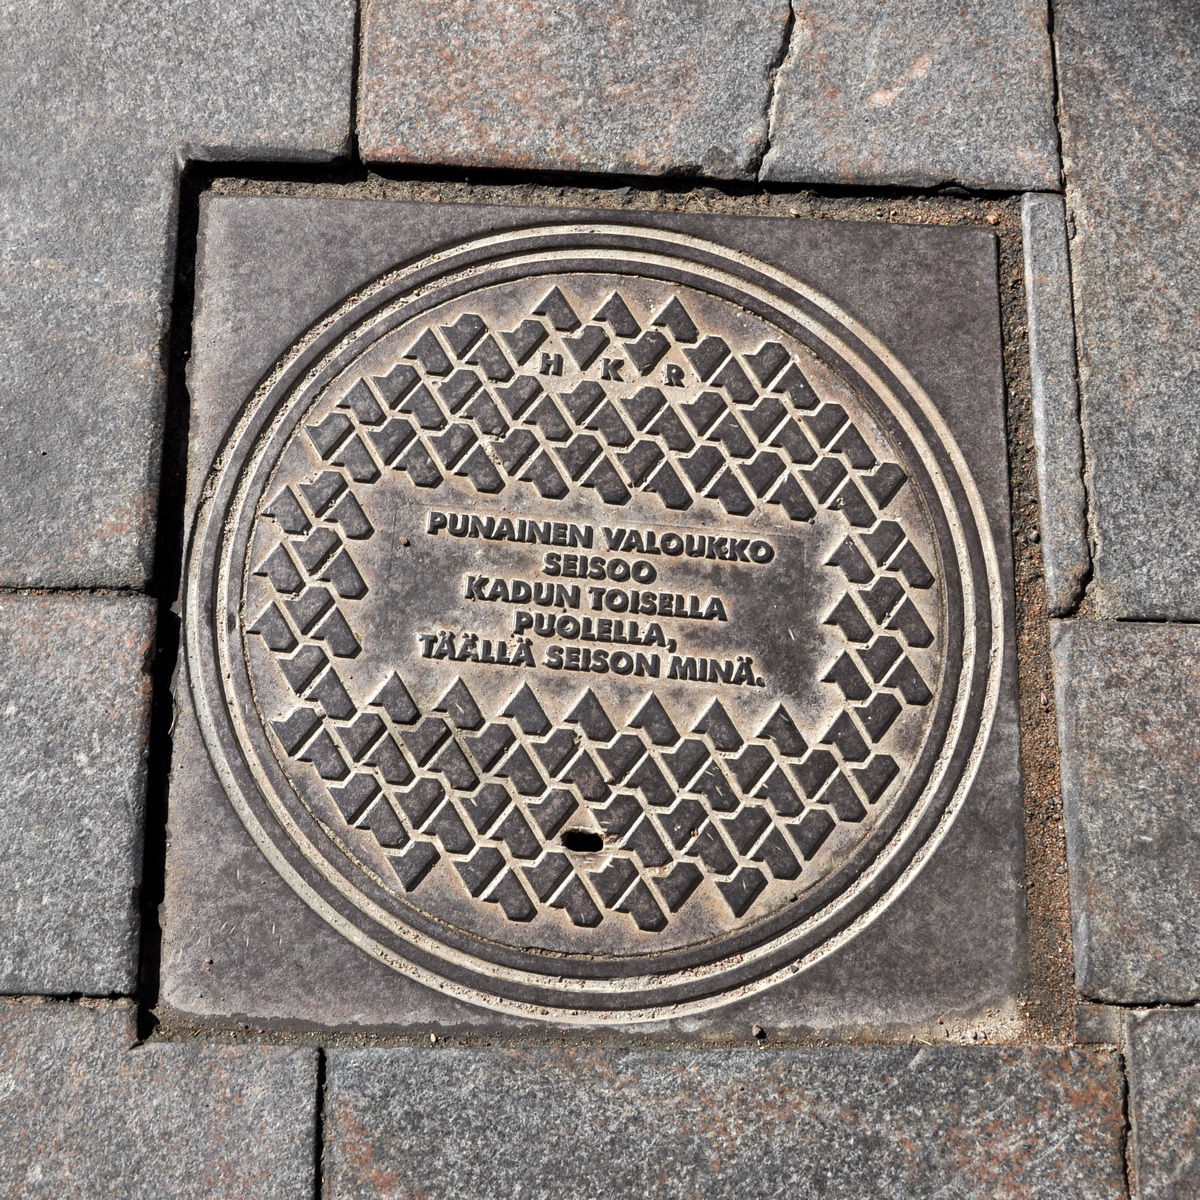 H K R
PUNAINEN VALOUKKO
SEISOO
KADUN TOISELLA
PUOLELLA,
TÄÄLLÄ SEISON MINÄ.